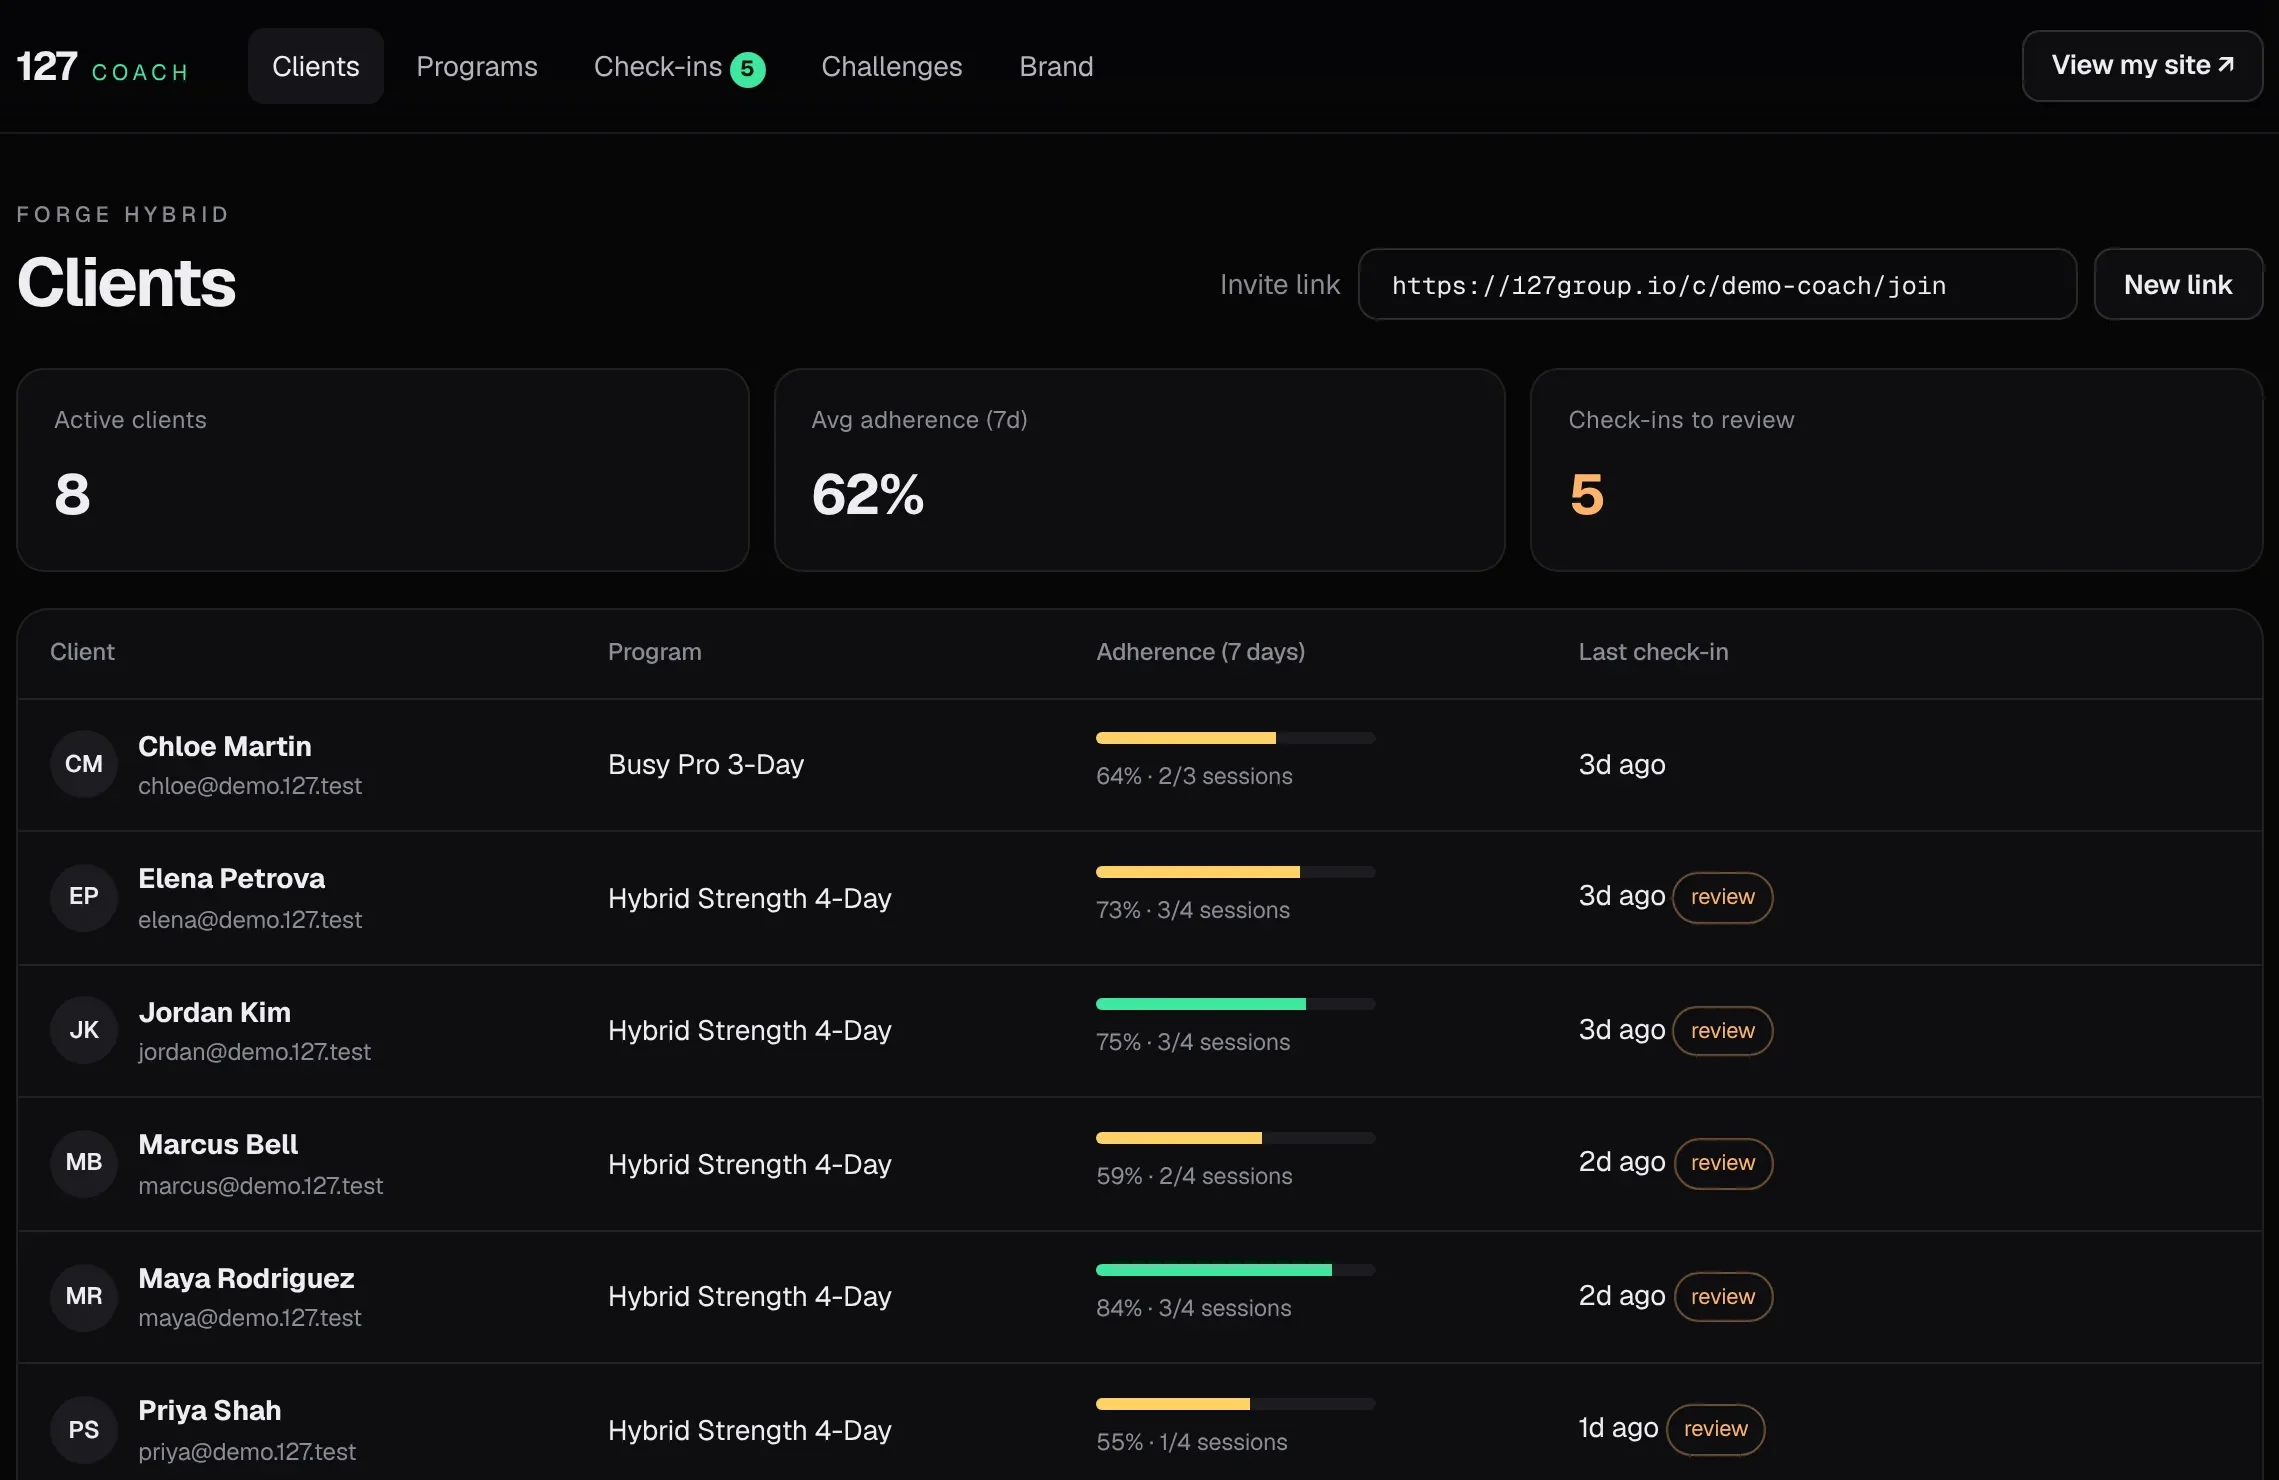 127 COACH Clients Programs Check-ins 5 Challenges Brand View my site ↗
FORGE HYBRID
Clients
Invite link https://127group.io/c/demo-coach/join New link
Active clients
8
Avg adherence (7d)
62%
Check-ins to review
5
Client Program Adherence (7 days) Last check-in
CM Chloe Martin
chloe@demo.127.test
Busy Pro 3-Day
64% · 2/3 sessions
3d ago
EP Elena Petrova
elena@demo.127.test
Hybrid Strength 4-Day
73% · 3/4 sessions
3d ago review
JK Jordan Kim
jordan@demo.127.test
Hybrid Strength 4-Day
75% · 3/4 sessions
3d ago review
MB Marcus Bell
marcus@demo.127.test
Hybrid Strength 4-Day
59% · 2/4 sessions
2d ago review
MR Maya Rodriguez
maya@demo.127.test
Hybrid Strength 4-Day
84% · 3/4 sessions
2d ago review
PS Priya Shah
priya@demo.127.test
Hybrid Strength 4-Day
55% · 1/4 sessions
1d ago review